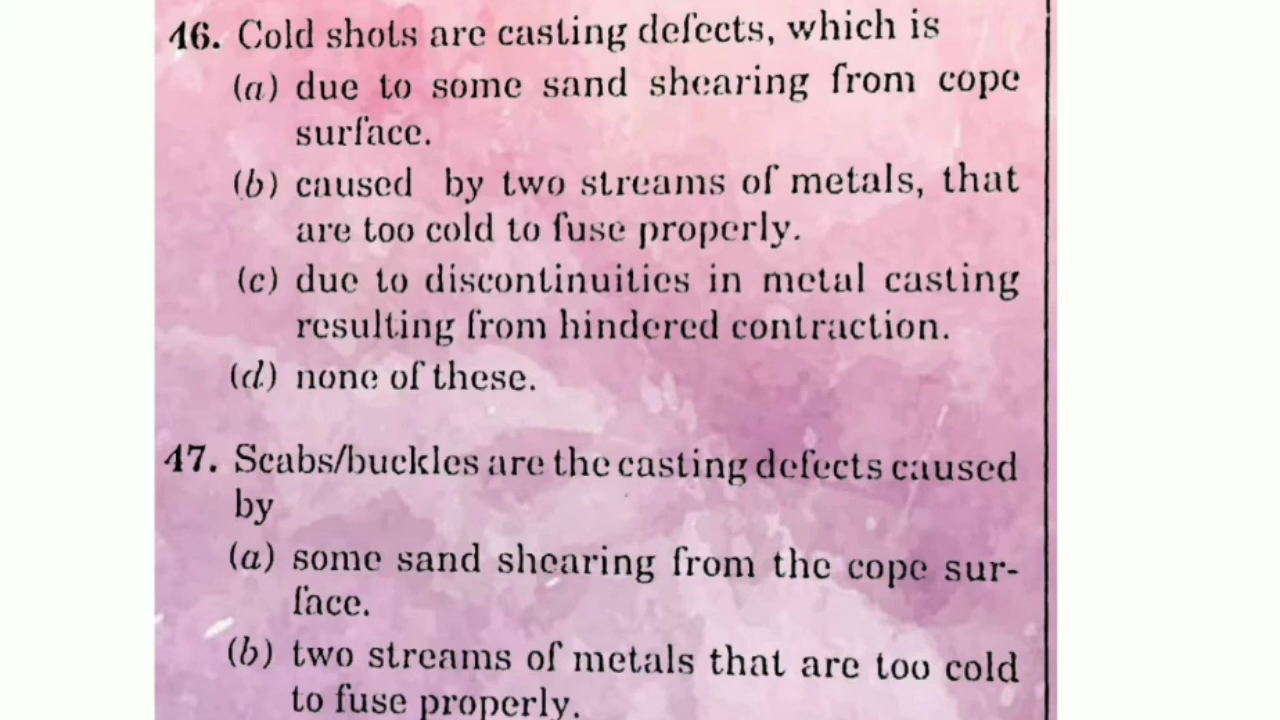 46. Cold shots are casting defects, which is
(a) due to some sand shearing from cope
surface.
(b) caused by two streams of metals, that
are too cold to fuse properly.
(c) due to discontinuities in metal casting
resulting from hindered contraction.
(d) none of these.
47. Scabs/buckles are the casting defects caused
by
(a) some sand shearing from the cope sur-
face.
(b) two streams of metals that are too cold
to fuse properly.